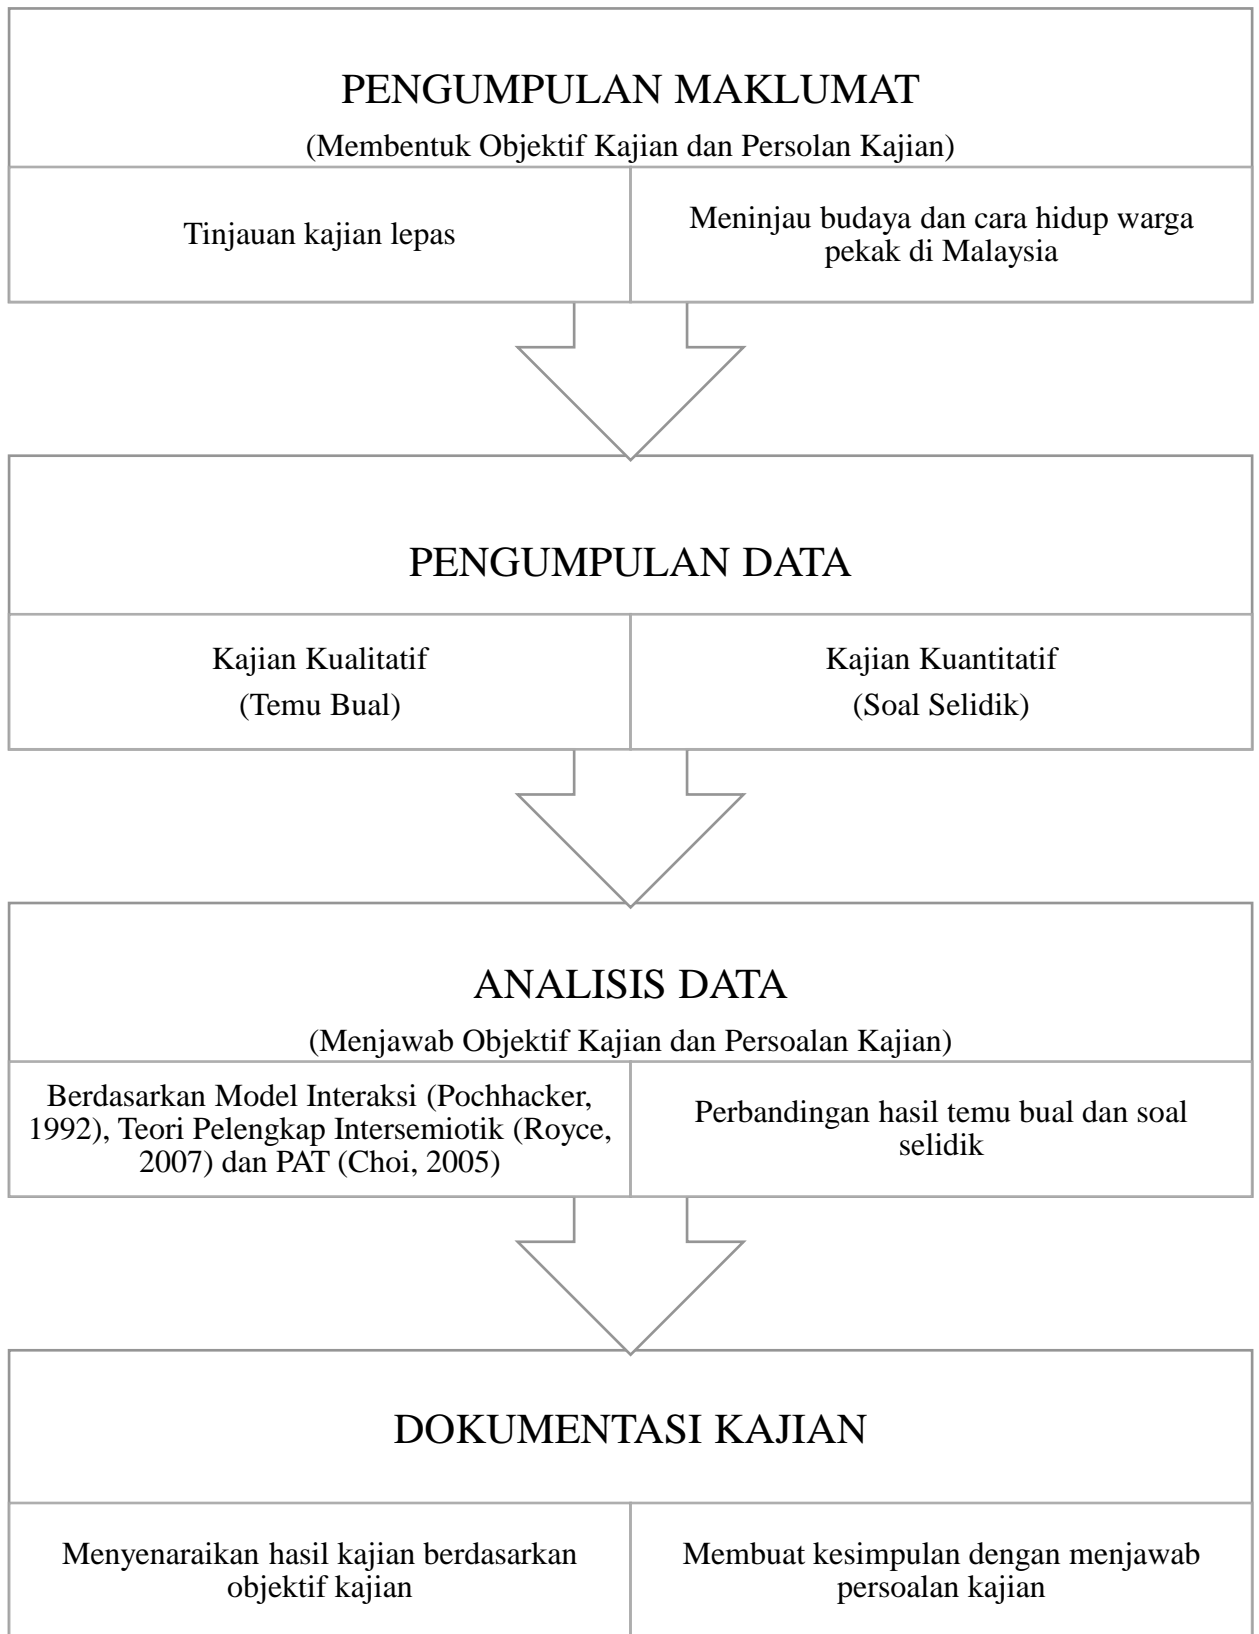 PENGUMPULAN MAKLUMAT
(Membentuk Objektif Kajian dan Persolan Kajian)
Tinjauan kajian lepas
Meninjau budaya dan cara hidup warga
pekak di Malaysia
PENGUMPULAN DATA
Kajian Kualitatif
(Temu Bual)
Kajian Kuantitatif
(Soal Selidik)
ANALISIS DATA
(Menjawab Objektif Kajian dan Persoalan Kajian)
Berdasarkan Model Interaksi (Pochhacker,
1992), Teori Pelengkap Intersemiotik (Royce,
2007) dan PAT (Choi, 2005)
Perbandingan hasil temu bual dan soal
selidik
DOKUMENTASI KAJIAN
Menyenaraikan hasil kajian berdasarkan
objektif kajian
Membuat kesimpulan dengan menjawab
persoalan kajian